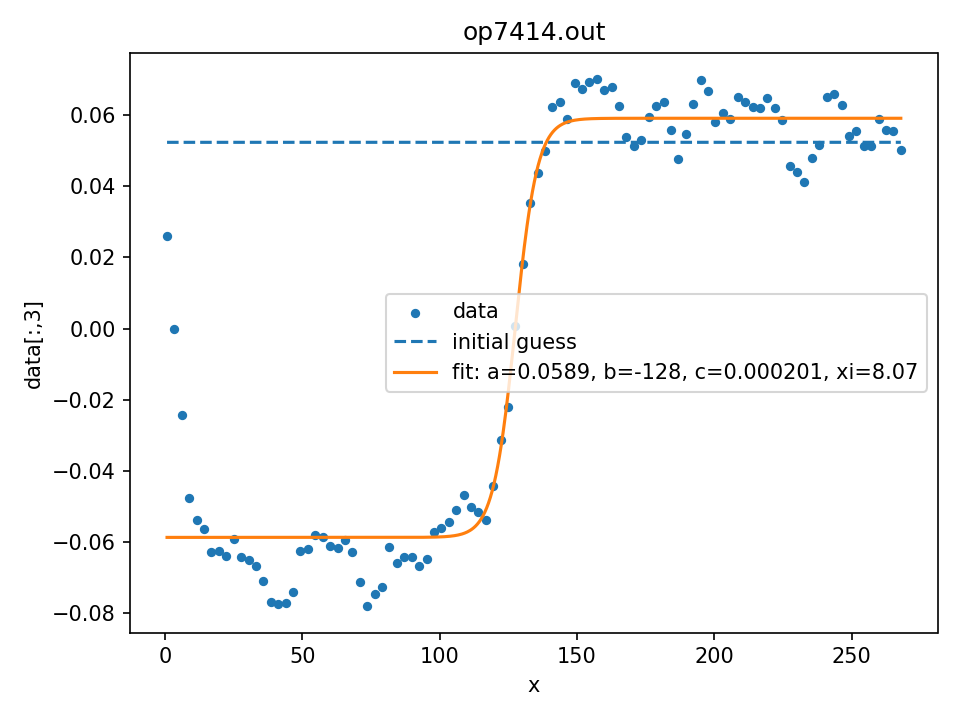 op7414.out
data[:,3]
0.06
0.04
0.02
0.00
−0.02
−0.04
−0.06
−0.08
data
initial guess
fit: a=0.0589, b=-128, c=0.000201, xi=8.07
0 50 100 150 200 250
x